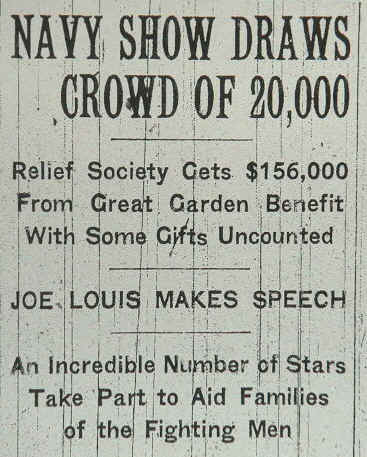 NAVY SHOW DRAWS
CROWD OF 20,000
Relief Society Gets $156,000
From Great Garden Benefit
With Some Gifts Uncounted
JOE LOUIS MAKES SPEECH
An Incredible Number of Stars
Take Part to Aid Families
of the Fighting Men